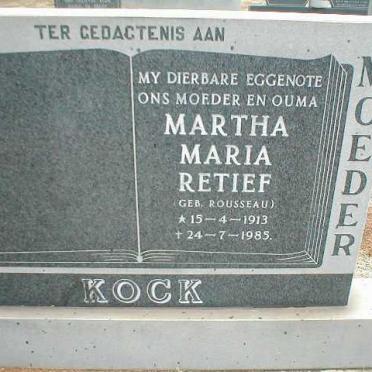 TER GEDACTENIS AAN
MY DIERBARE EGGENOTE
ONS MOEDER EN OUMA
MARTHA
MARIA
RETIEF
(GEB. ROUSSEAU)
★ 15-4-1913
† 24-7-1985.
MOEDER
KOCK